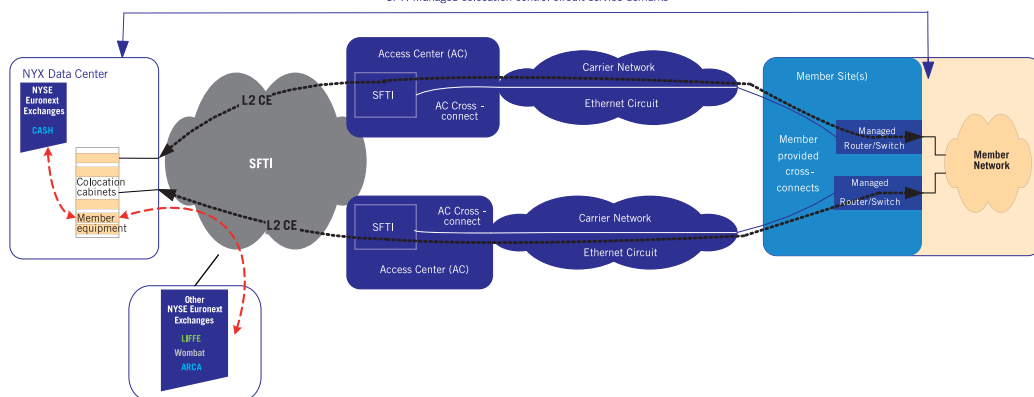 NYX Data Center
NYSE
Euronext
Exchanges
CASH
Colocation
cabinets
Member
equipment
L2 CE
SFTI
L2 CE
Other
NYSE Euronext
Exchanges
LIFFE
Wombat
ARCA
Access Center (AC)
SFTI
AC Cross -
connect
Carrier Network
Ethernet Circuit
SFTI
AC Cross -
connect
Access Center (AC)
Carrier Network
Ethernet Circuit
Member Site(s)
Member
provided
cross-
connects
Managed
Router/Switch
Managed
Router/Switch
Member
Network